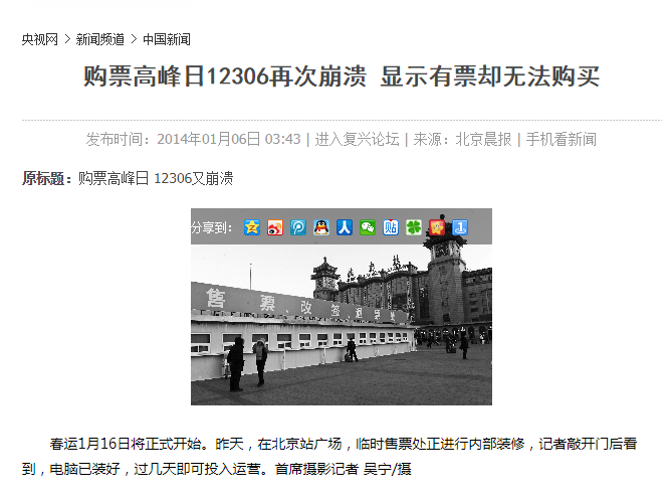 央视网 > 新闻频道 > 中国新闻
购票高峰日12306再次崩溃 显示有票却无法购买
发布时间：2014年01月06日 03:43 | 进入复兴论坛 | 来源：北京晨报 | 手机看新闻
原标题：购票高峰日 12306又崩溃
分享到：
贴
售 票 、改 签
春运1月16日将正式开始。昨天，在北京站广场，临时售票处正进行内部装修，记者敲开门后看
到，电脑已装好，过几天即可投入运营。首席摄影记者 吴宁/摄